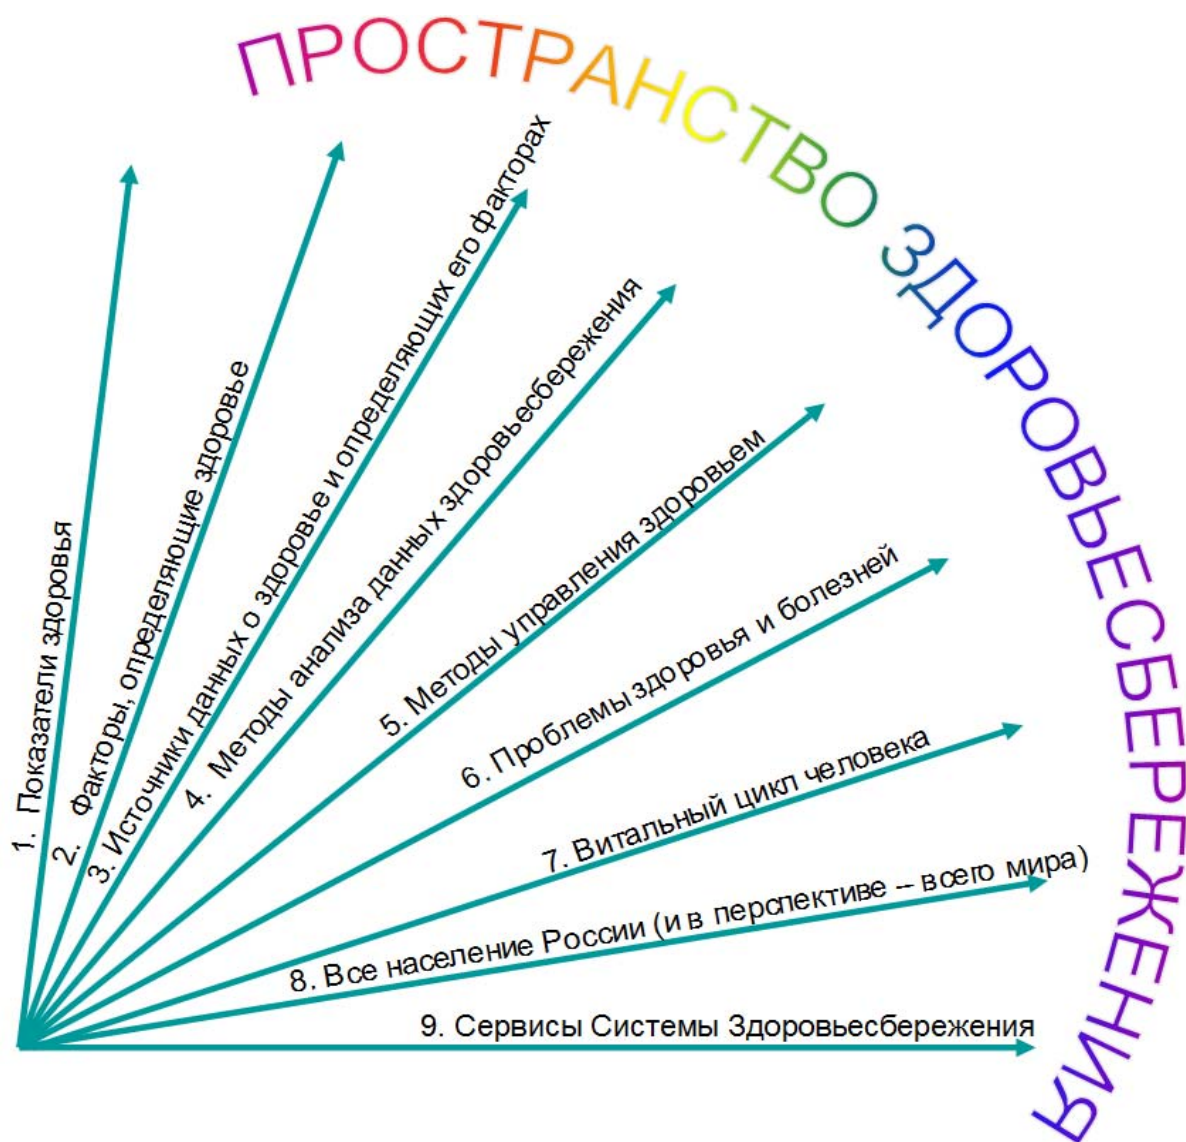 ПРОСТРАНСТВО ЗДОРОВЬЕСБЕРЕЖЕНИЯ
1. Показатели здоровья
2. Факторы, определяющие здоровье
3. Источники данных о здоровье и определяющих его факторах
4. Методы анализа данных здоровьесбережения
5. Методы управления здоровьем
6. Проблемы здоровья и болезней
7. Витальный цикл человека
8. Все население России (и в перспективе – всего мира)
9. Сервисы Системы Здоровьесбережения